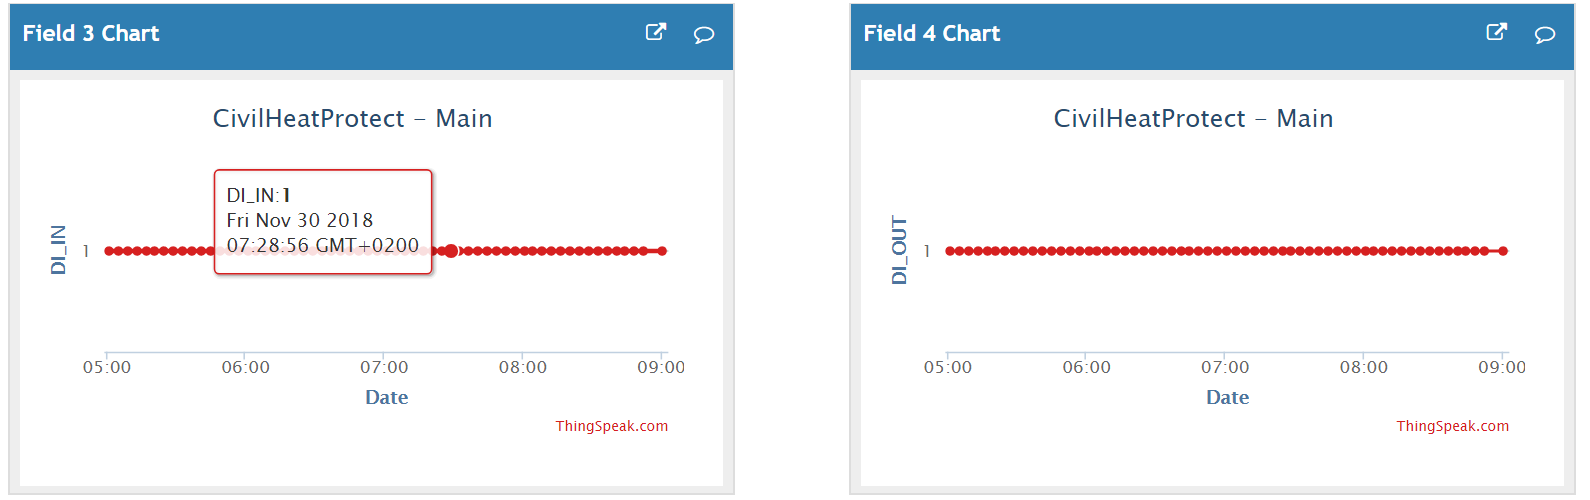 Field 3 Chart
CivilHeatProtect - Main
DI_IN:1
Fri Nov 30 2018
07:28:56 GMT+0200
DI_IN
1
05:00 06:00 07:00 08:00 09:00
Date
ThingSpeak.com
Field 4 Chart
CivilHeatProtect - Main
DI_OUT
1
05:00 06:00 07:00 08:00 09:00
Date
ThingSpeak.com